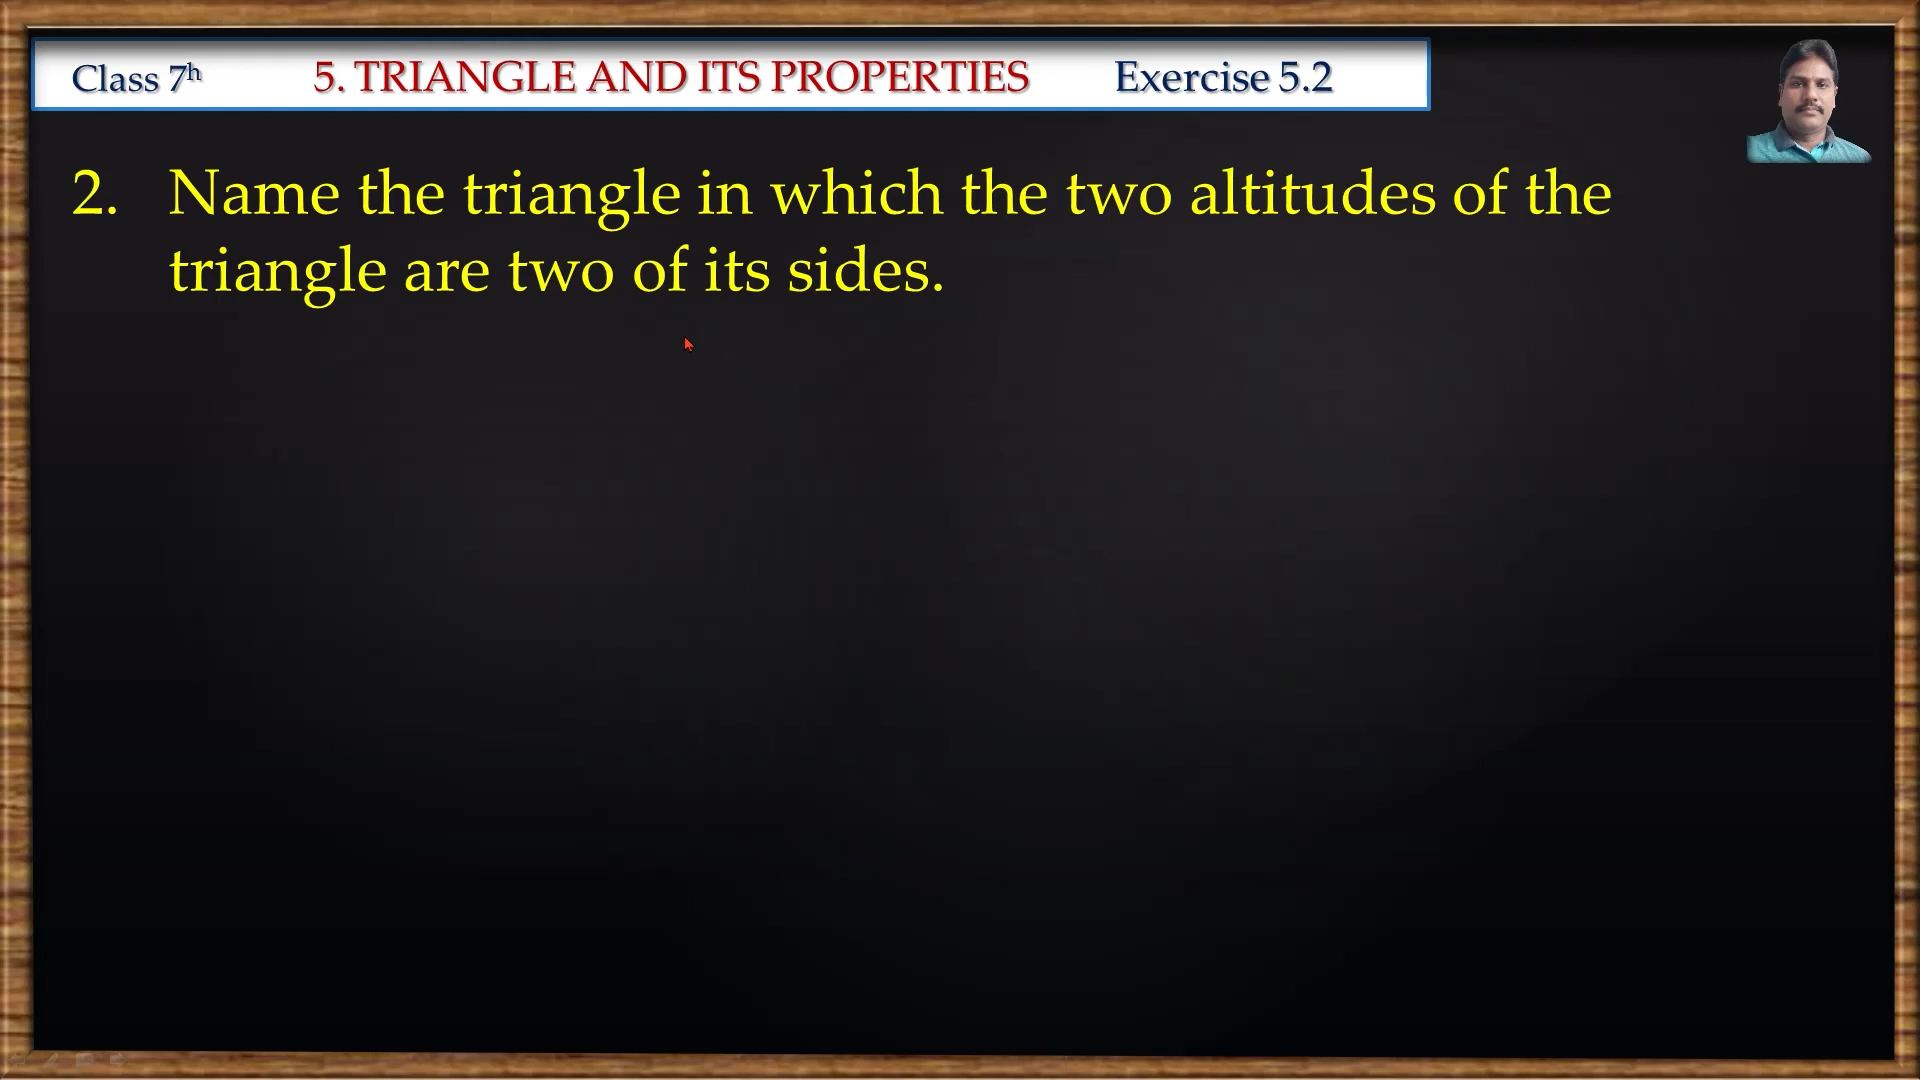 Class 7h 5. TRIANGLE AND ITS PROPERTIES Exercise 5.2
2. Name the triangle in which the two altitudes of the
triangle are two of its sides.